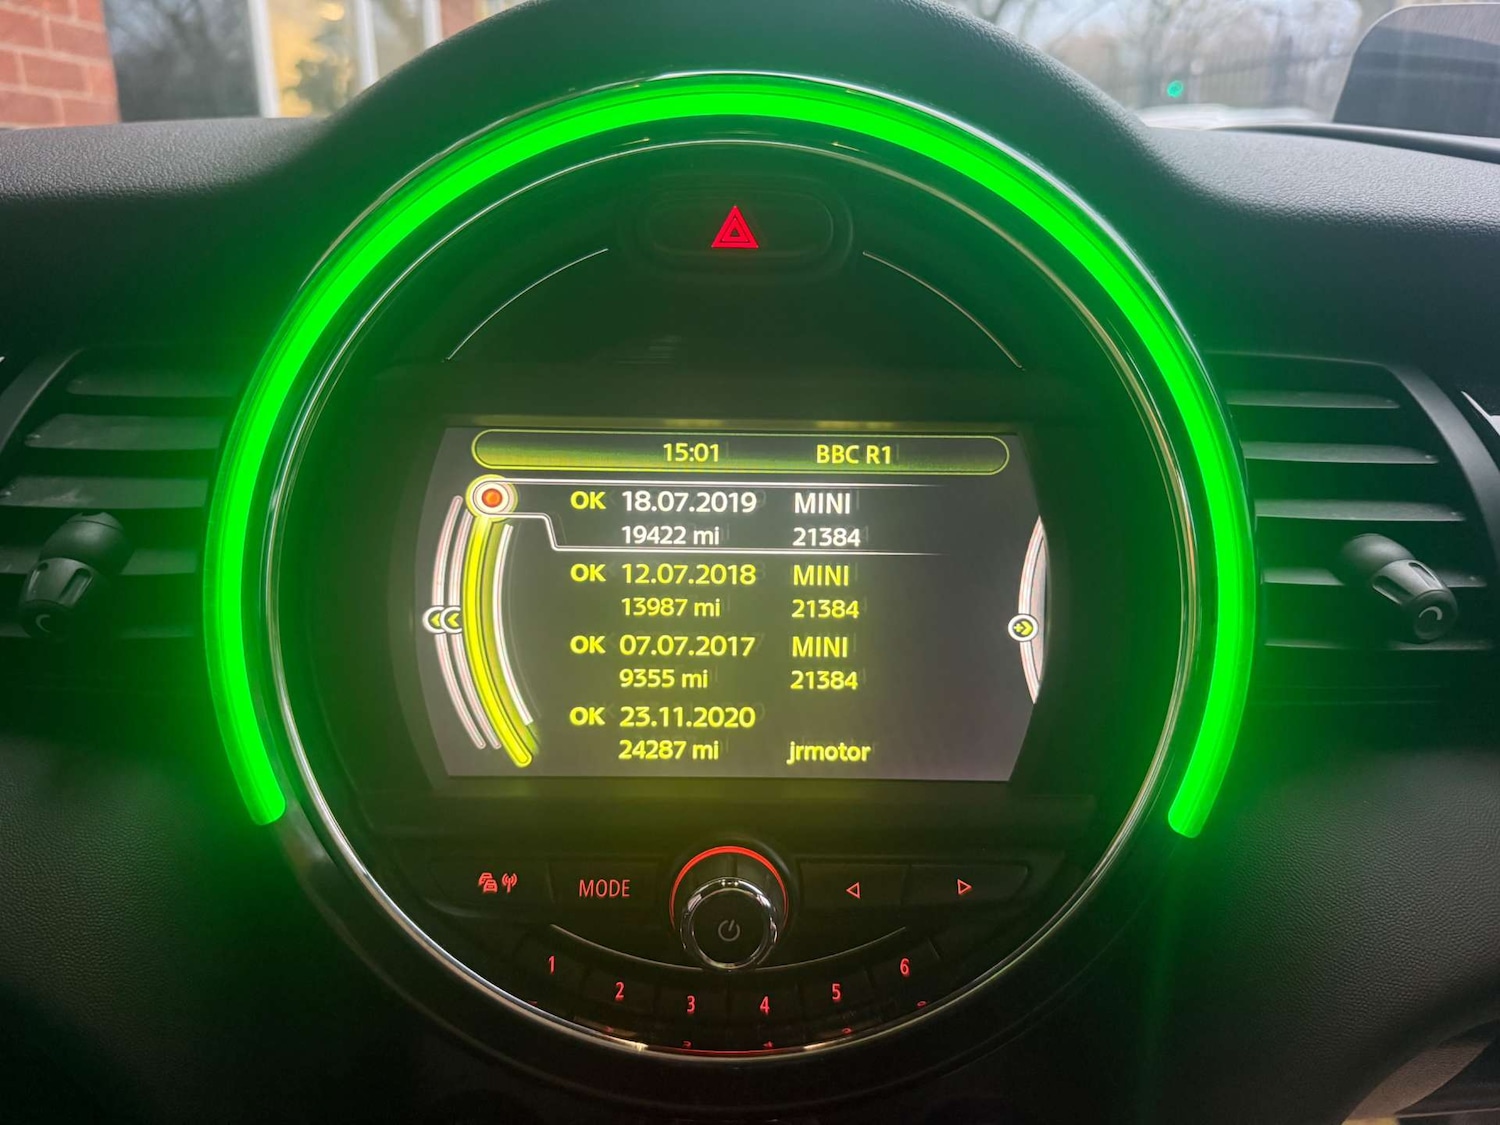 15:01 BBC R1
OK 18.07.2019 MINI
19422 mi 21384
OK 12.07.2018 MINI
13987 mi 21384
OK 07.07.2017 MINI
9355 mi 21384
OK 23.11.2020
24287 mi jrmotor
MODE
1 2 3 4 5 6